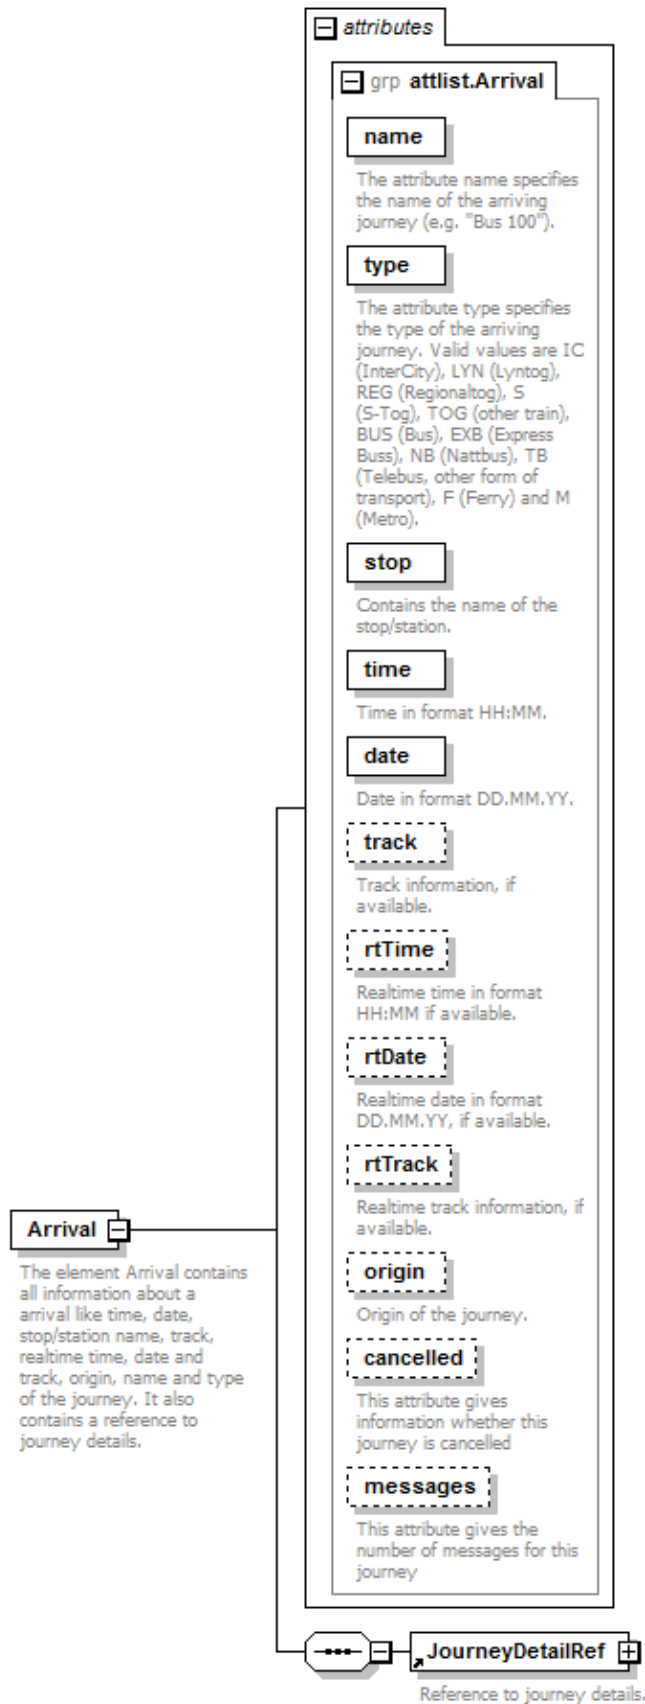 attributes
grp attlist.Arrival
name
The attribute name specifies
the name of the arriving
journey (e.g. "Bus 100").
type
The attribute type specifies
the type of the arriving
journey. Valid values are IC
(InterCity), LYN (Lyntog),
REG (Regionaltog), S
(S-Tog), TOG (other train),
BUS (Bus), EXB (Express
Buss), NB (Nattbus), TB
(Telebus, other form of
transport), F (Ferry) and M
(Metro).
stop
Contains the name of the
stop/station.
time
Time in format HH:MM.
date
Date in format DD.MM.YY.
track
Track information, if
available.
rtTime
Realtime time in format
HH:MM if available.
rtDate
Realtime date in format
DD.MM.YY, if available.
rtTrack
Realtime track information, if
available.
origin
Origin of the journey.
cancelled
This attribute gives
information whether this
journey is cancelled
messages
This attribute gives the
number of messages for this
journey
Arrival
The element Arrival contains
all information about a
arrival like time, date,
stop/station name, track,
realtime time, date and
track, origin, name and type
of the journey. It also
contains a reference to
journey details.
JourneyDetailRef
Reference to journey details.